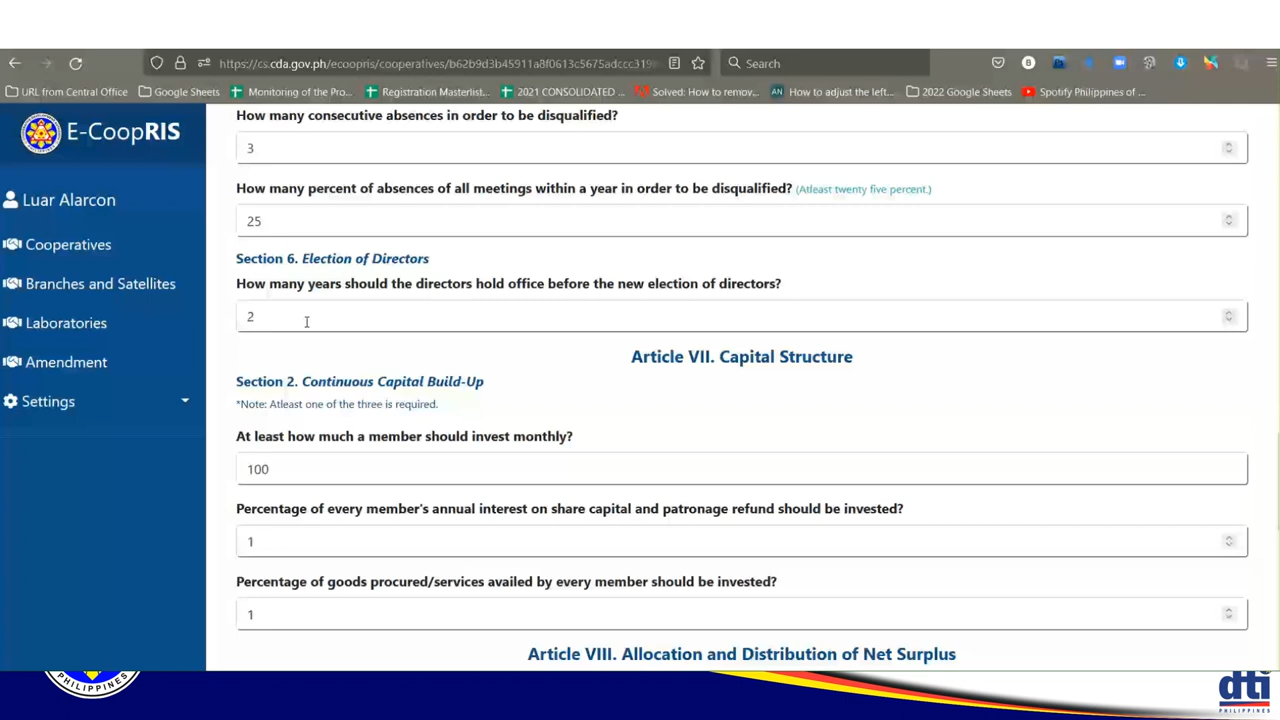 https://cs.cda.gov.ph/ecoopris/cooperatives/b62b9d3b45911a8f0613c5675adccc319
Search
URL from Central Office
Google Sheets
Monitoring of the Pro...
Registration Masterlist...
2021 CONSOLIDATED ...
Solved: How to remov...
AN How to adjust the left...
2022 Google Sheets
Spotify Philippines of ...
E-CoopRIS
Luar Alarcon
Cooperatives
Branches and Satellites
Laboratories
Amendment
Settings
How many consecutive absences in order to be disqualified?
3
How many percent of absences of all meetings within a year in order to be disqualified? (Atleast twenty five percent.)
25
Section 6. Election of Directors
How many years should the directors hold office before the new election of directors?
2
Article VII. Capital Structure
Section 2. Continuous Capital Build-Up
*Note: Atleast one of the three is required.
At least how much a member should invest monthly?
100
Percentage of every member's annual interest on share capital and patronage refund should be invested?
1
Percentage of goods procured/services availed by every member should be invested?
1
Article VIII. Allocation and Distribution of Net Surplus
PHILIPPINES
dti
PHILIPPINES